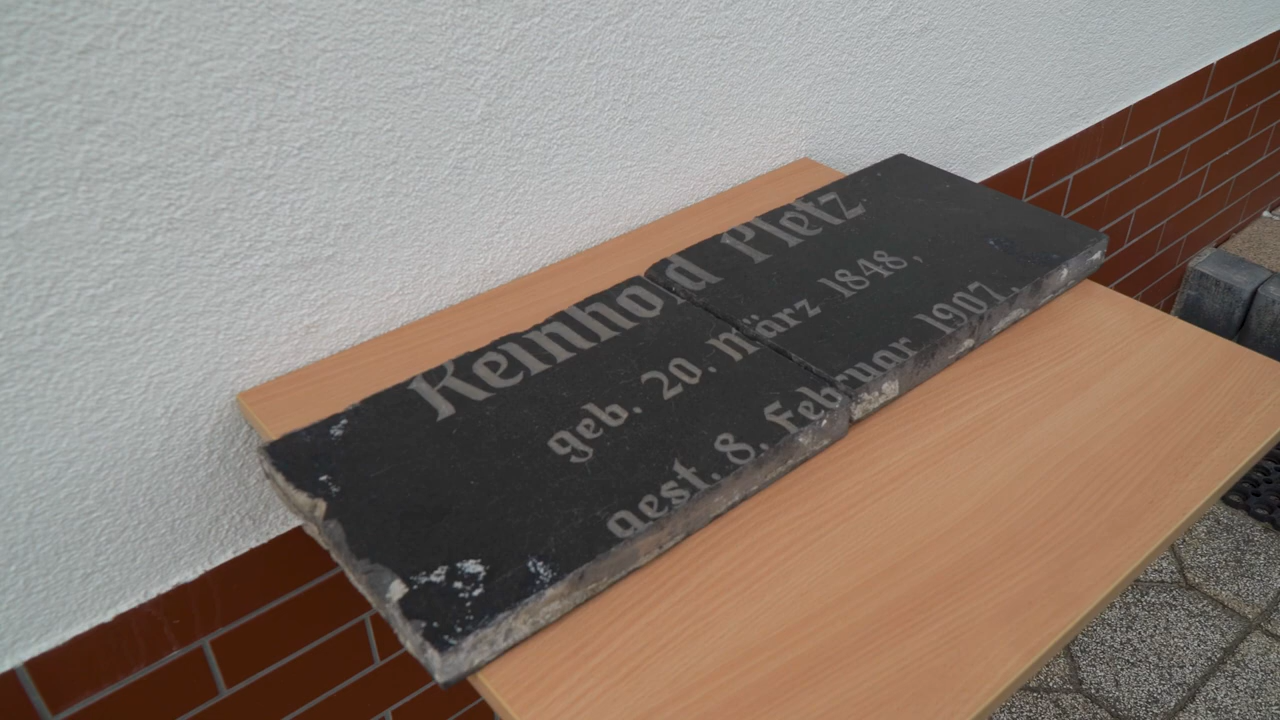 Reinhold Pletz
geb. 20. märz 1848,
gest. 8. Februar 1907.